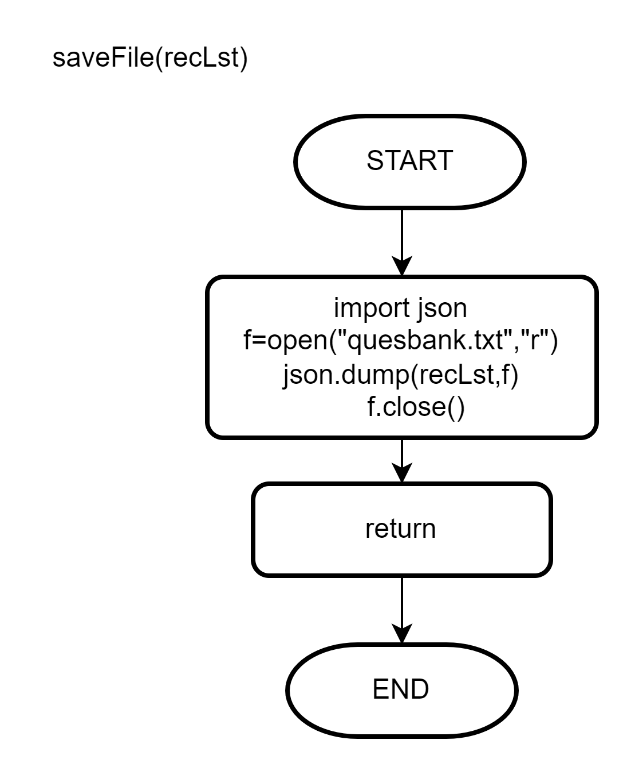 saveFile(recLst)
START
import json
f=open("quesbank.txt","r")
json.dump(recLst,f)
f.close()
return
END